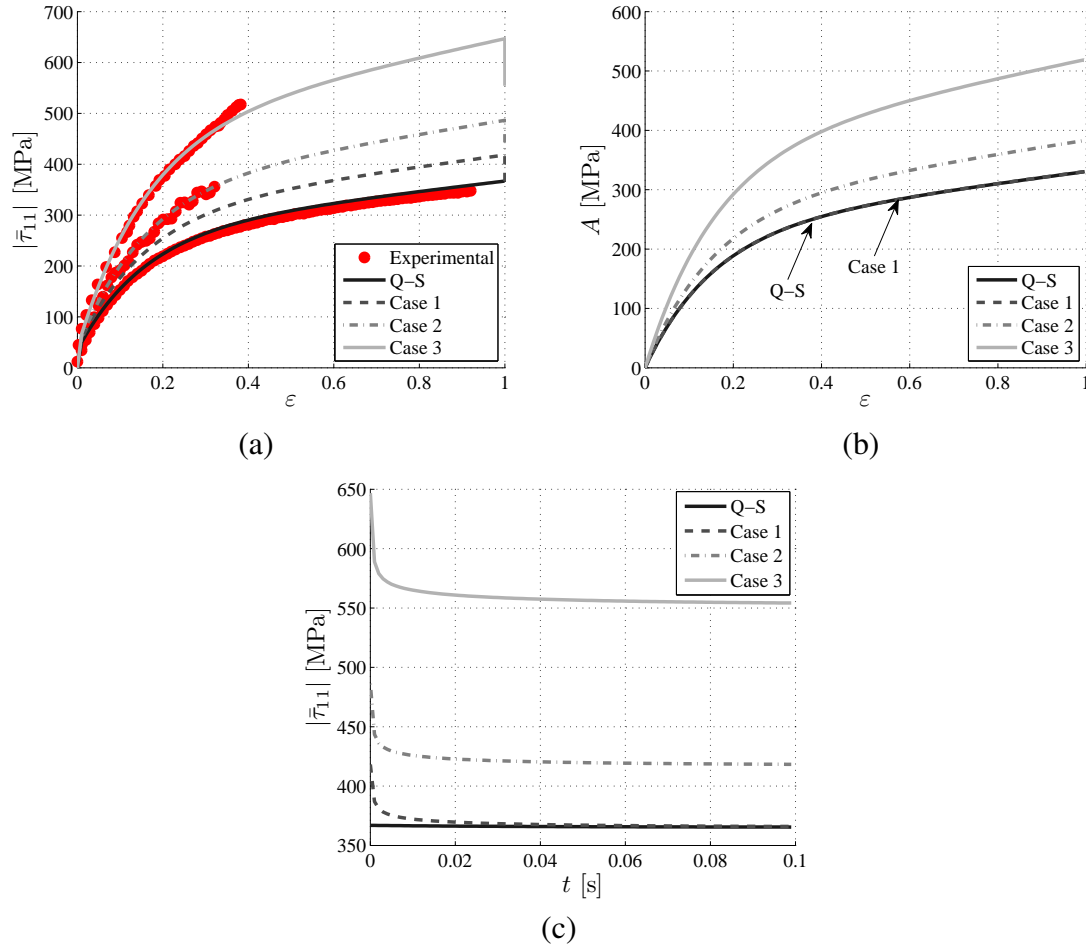 700
600
500
400
300
200
100
0
|τ̿₁₁| [MPa]
0
0.2
0.4
0.6
0.8
1
ε
Experimental
Q−S
Case 1
Case 2
Case 3
(a)
600
500
400
300
200
100
0
A [MPa]
0
0.2
0.4
0.6
0.8
1
ε
Q−S
Case 1
Q−S
Case 1
Case 2
Case 3
(b)
650
600
550
500
450
400
350
|τ̿₁₁| [MPa]
0
0.02
0.04
0.06
0.08
0.1
t [s]
Q−S
Case 1
Case 2
Case 3
(c)